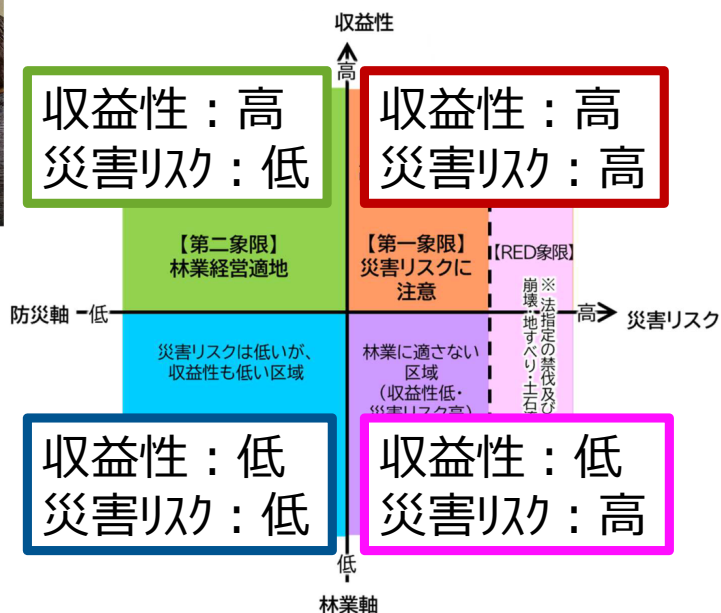 収益性
高
収益性：高
災害リスク：低
収益性：高
災害リスク：高
【第二象限】
林業経営適地
【第一象限】
災害リスクに
注意
【RED象限】
※ 法指定の禁伐及び
崩壊・地すべり・土石
防災軸
低
高
災害リスク
災害リスクは低いが、
収益性も低い区域
林業に適さない
区域
（収益性低・
災害リスク高）
収益性：低
災害リスク：低
収益性：低
災害リスク：高
低
林業軸